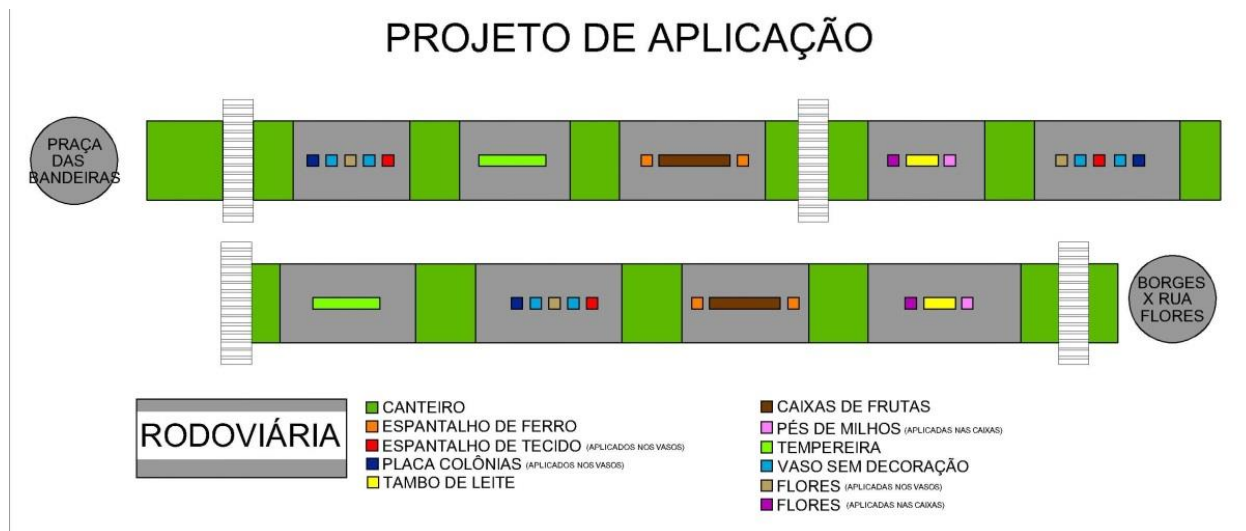 PROJETO DE APLICAÇÃO
PRAÇA
DAS
BANDEIRAS
BORGES
X RUA
FLORES
RODOVIÁRIA
CANTEIRO
ESPANTALHO DE FERRO
ESPANTALHO DE TECIDO (APLICADOS NOS VASOS)
PLACA COLÔNIAS (APLICADOS NOS VASOS)
TAMBO DE LEITE
CAIXAS DE FRUTAS
PÉS DE MILHOS (APLICADAS NAS CAIXAS)
TEMPEREIRA
VASO SEM DECORAÇÃO
FLORES (APLICADAS NOS VASOS)
FLORES (APLICADAS NAS CAIXAS)